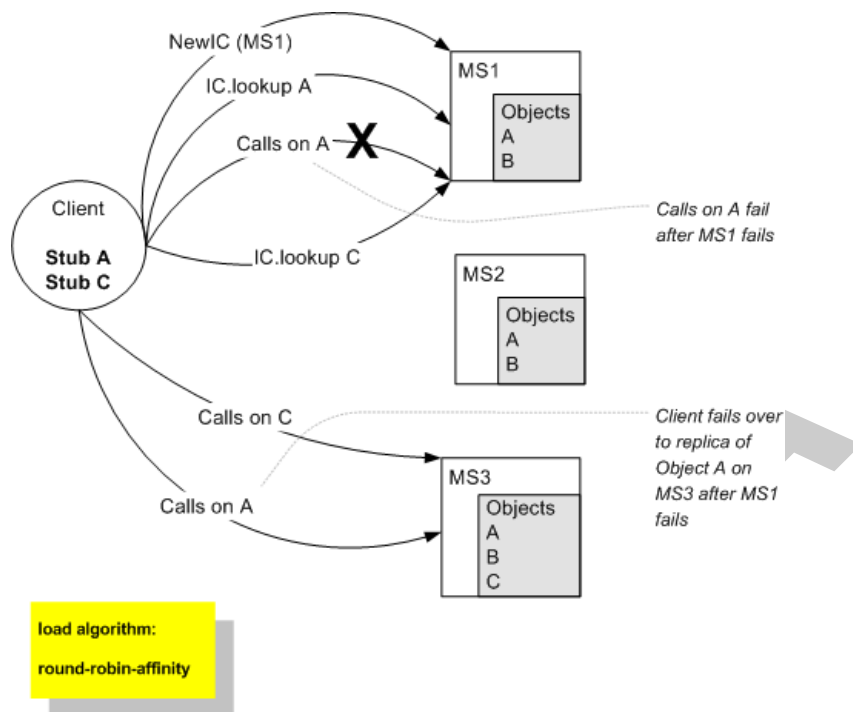 NewIC (MS1)
IC.lookup A
Calls on A
X
IC.lookup C
Client
Stub A
Stub C
MS1
Objects
A
B
Calls on A fail
after MS1 fails
MS2
Objects
A
B
Calls on C
Calls on A
Client fails over
to replica of
Object A on
MS3 after MS1
fails
MS3
Objects
A
B
C
load algorithm:
round-robin-affinity